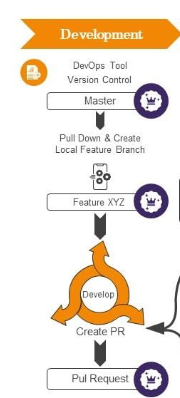 Development
DevOps Tool
Version Control
Master
Pull Down & Create
Local Feature Branch
Feature XYZ
Develop
Create PR
Pul Request